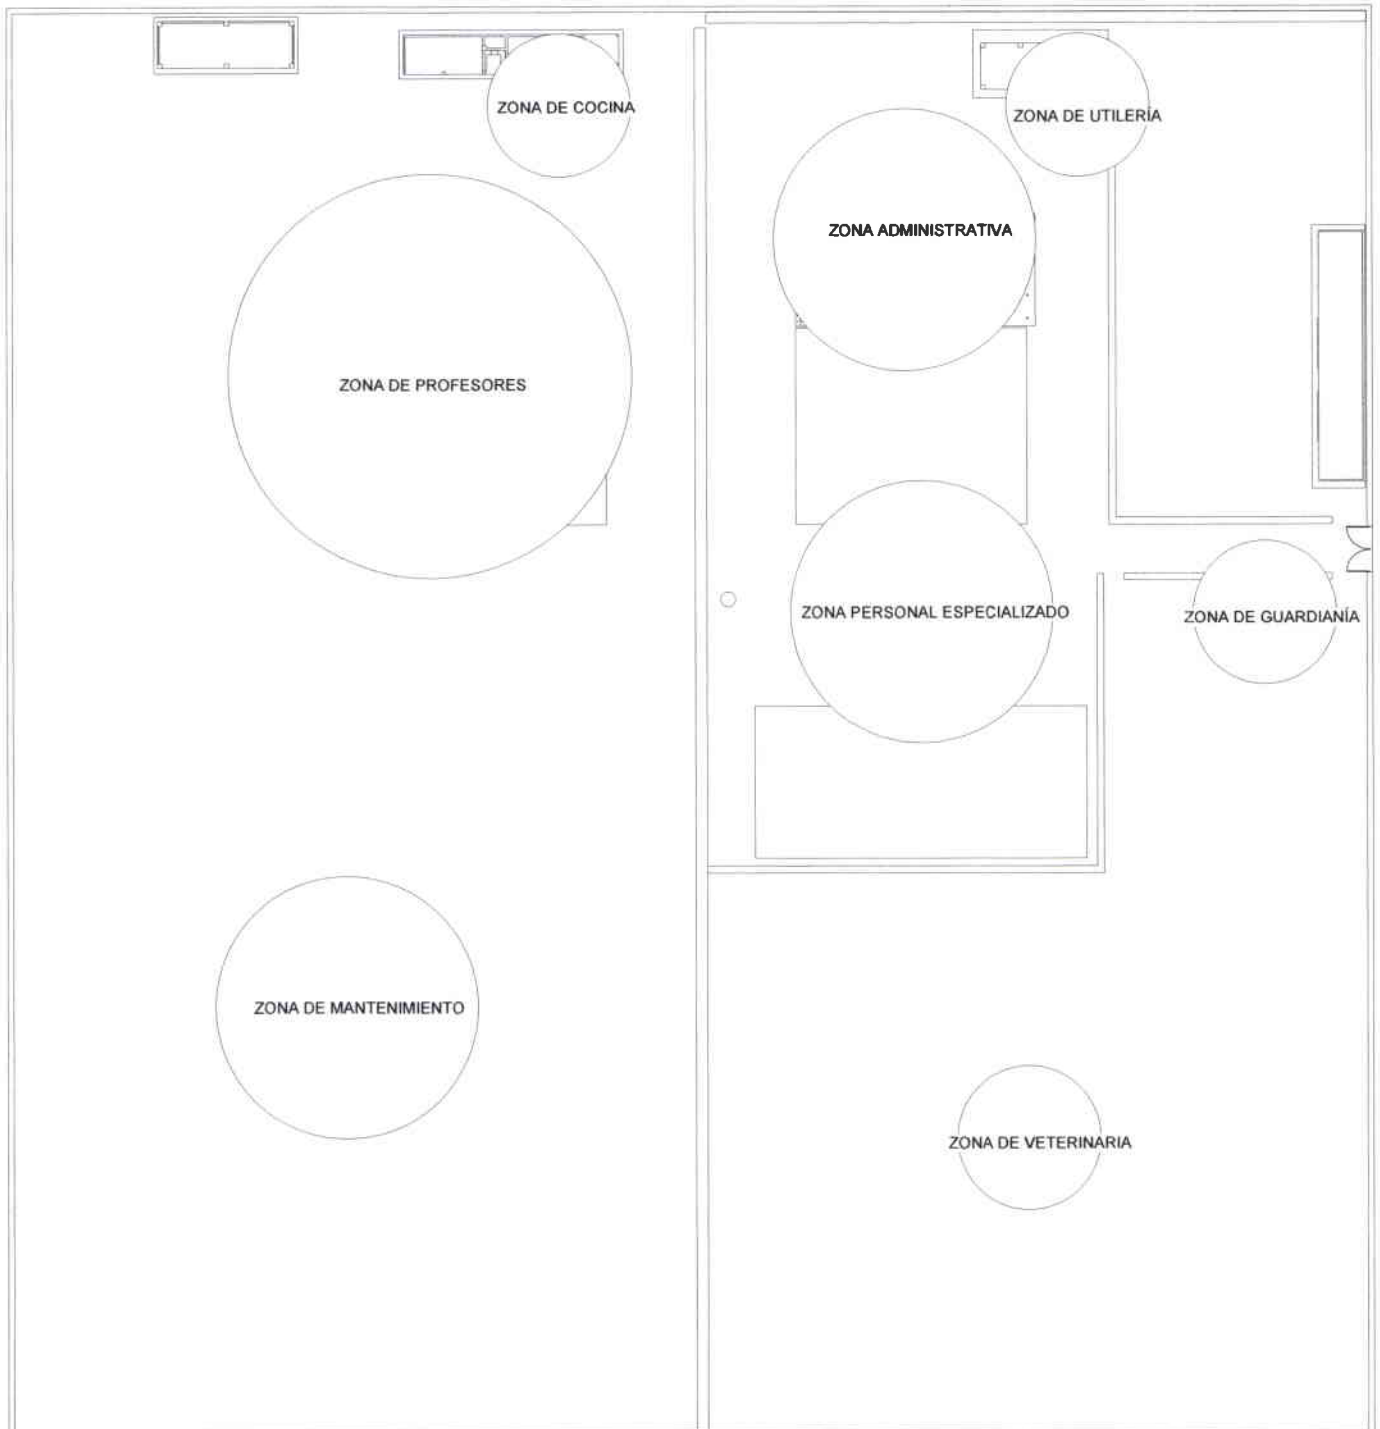 ZONA DE COCINA
ZONA DE UTILERÍA
ZONA ADMINISTRATIVA
ZONA DE PROFESORES
ZONA PERSONAL ESPECIALIZADO
ZONA DE GUARDIANÍA
ZONA DE MANTENIMIENTO
ZONA DE VETERINARIA